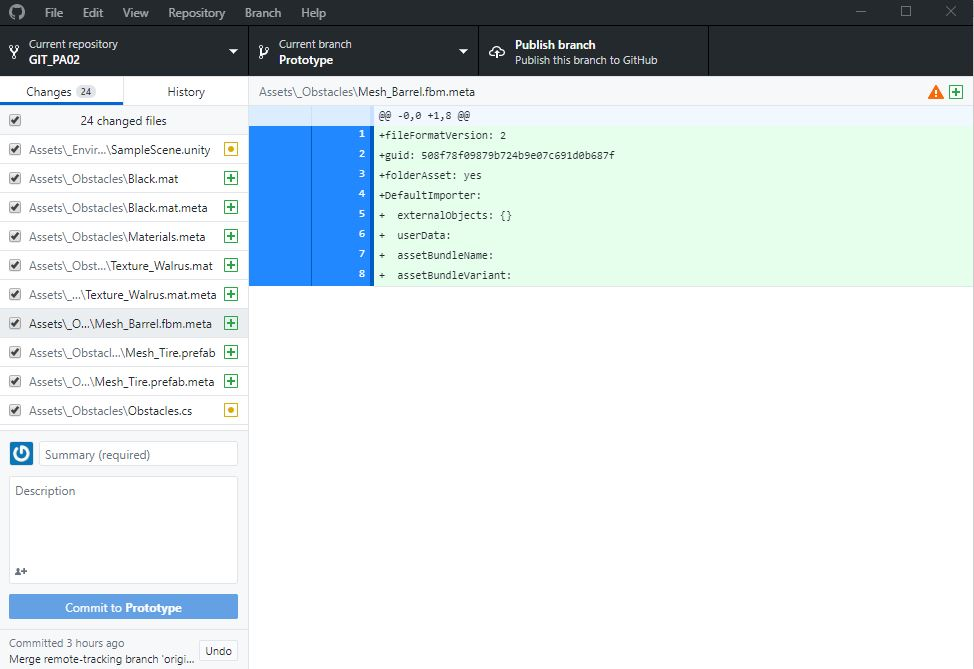 File Edit View Repository Branch Help
Current repository
GIT_PA02
Current branch
Prototype
Publish branch
Publish this branch to GitHub
Changes 24 History
Assets\_Obstacles\Mesh_Barrel.fbm.meta
24 changed files
Assets\_Envir...\SampleScene.unity
Assets\_Obstacles\Black.mat
Assets\_Obstacles\Black.mat.meta
Assets\_Obstacles\Materials.meta
Assets\_Obst...\Texture_Walrus.mat
Assets\_...\Texture_Walrus.mat.meta
Assets\_O...\Mesh_Barrel.fbm.meta
Assets\_Obstacl...\Mesh_Tire.prefab
Assets\_O...\Mesh_Tire.prefab.meta
Assets\_Obstacles\Obstacles.cs
@@ -0,0 +1,8 @@
1 +fileFormatVersion: 2
2 +guid: 508f78f09879b724b9e07c691d0b687f
3 +folderAsset: yes
4 +DefaultImporter:
5 +  externalObjects: {}
6 +  userData:
7 +  assetBundleName:
8 +  assetBundleVariant:
Summary (required)
Description
Commit to Prototype
Committed 3 hours ago
Merge remote-tracking branch 'origi...
Undo